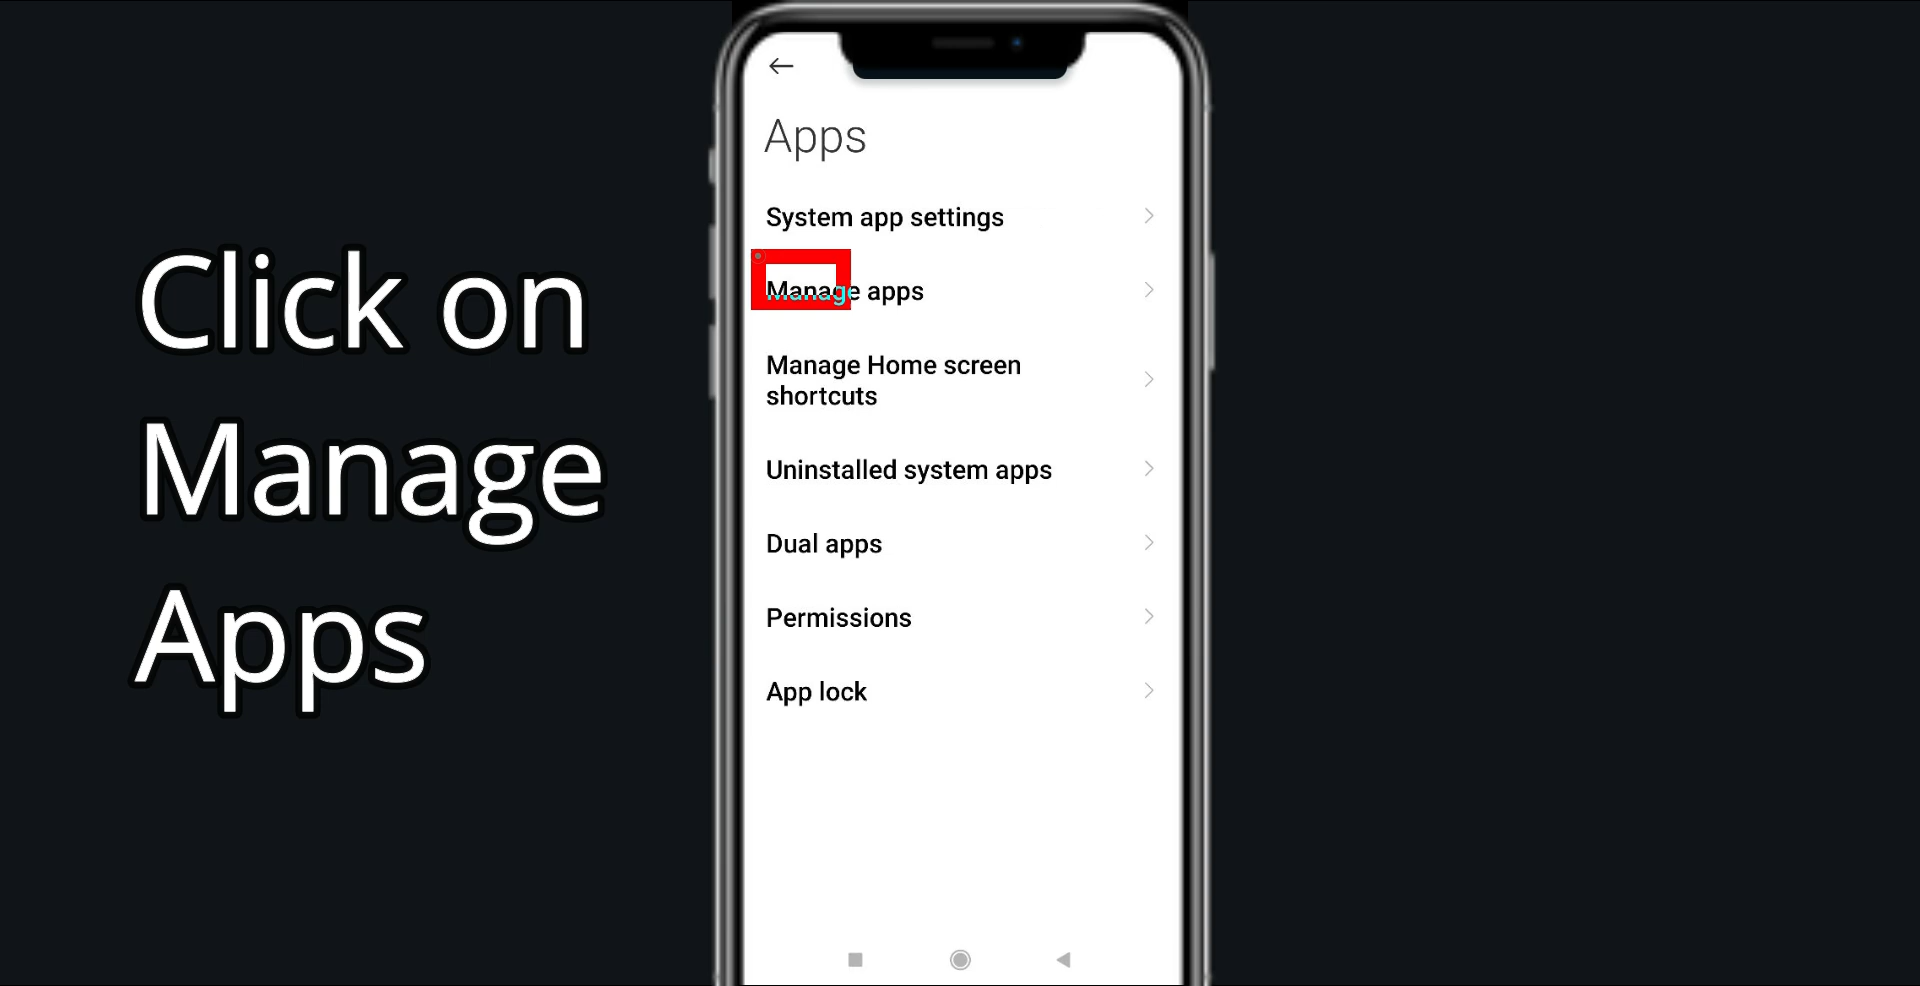 Click on
Manage
Apps
Apps
System app settings
Manage apps
Manage Home screen
shortcuts
Uninstalled system apps
Dual apps
Permissions
App lock